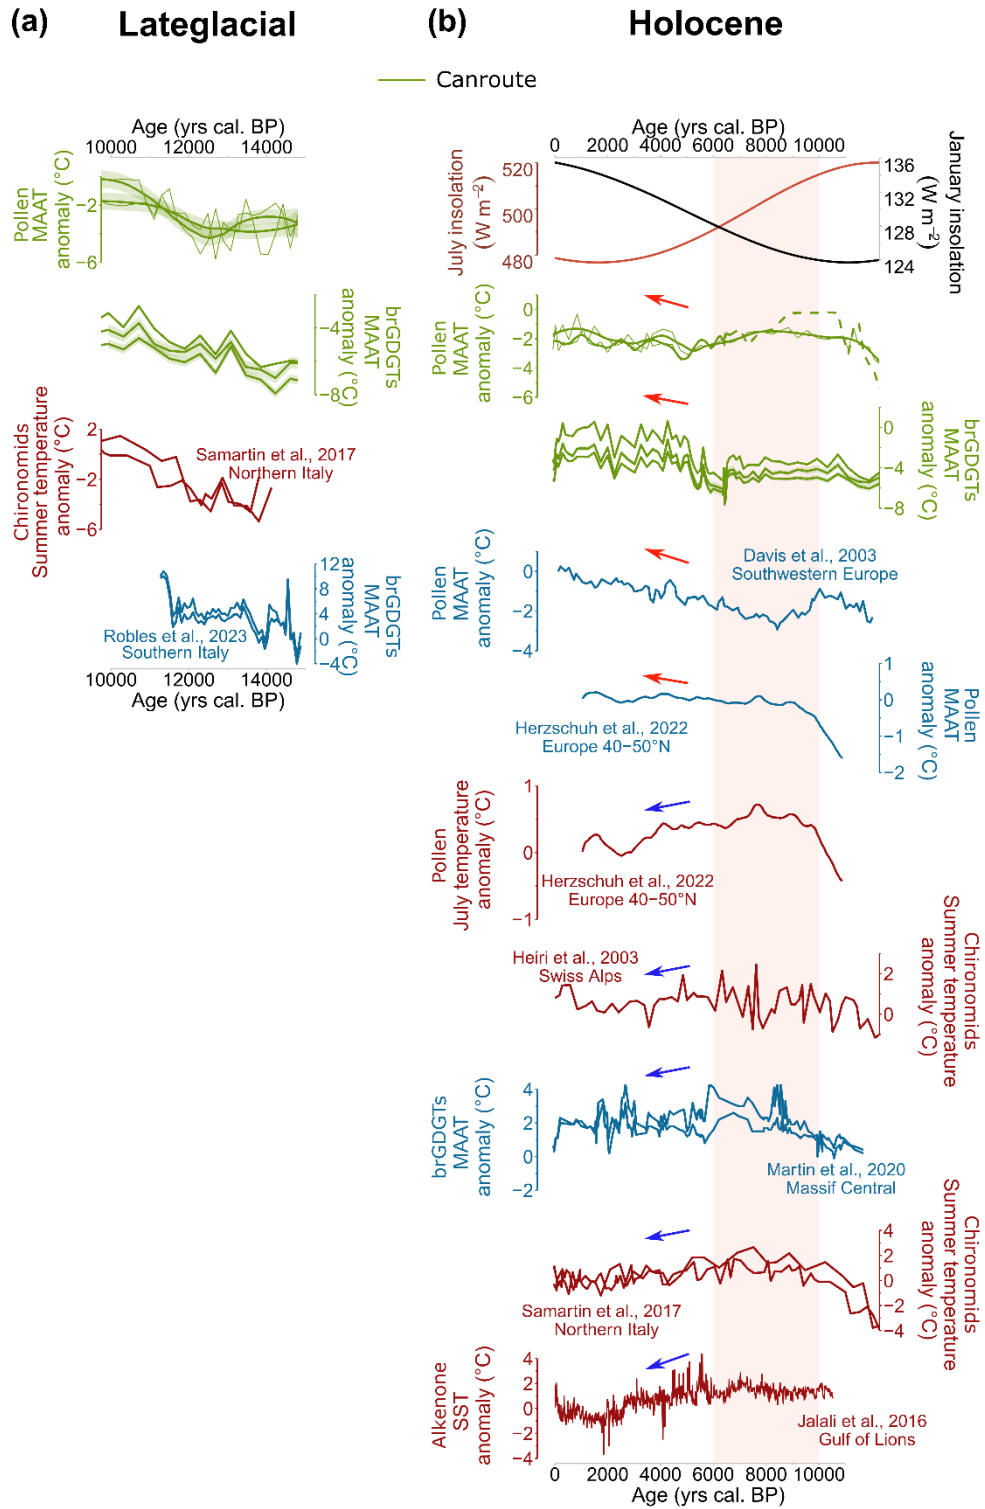 (a) Lateglacial
(b) Holocene
Canroute
Age (yrs cal. BP)
10000 12000 14000
Pollen
MAAT
anomaly (°C)
−2
−6
brGDGTs
MAAT
anomaly (°C)
−4
−8
Chironomids
Summer temperature
anomaly (°C)
2
−2
−6
Samartin et al., 2017
Northern Italy
brGDGTs
MAAT
anomaly (°C)
12
8
4
0
−4
Robles et al., 2023
Southern Italy
10000 12000 14000
Age (yrs cal. BP)
Age (yrs cal. BP)
0 2000 4000 6000 8000 10000
July insolation
(W m−2)
520
500
480
January insolation
(W m−2)
136
132
128
124
Pollen
MAAT
anomaly (°C)
0
−2
−4
−6
brGDGTs
MAAT
anomaly (°C)
0
−4
−8
Pollen
MAAT
anomaly (°C)
0
−2
−4
Davis et al., 2003
Southwestern Europe
Pollen
MAAT
anomaly (°C)
1
0
−1
−2
Herzschuh et al., 2022
Europe 40−50°N
Pollen
July temperature
anomaly (°C)
1
0
−1
Herzschuh et al., 2022
Europe 40−50°N
Chironomids
Summer temperature
anomaly (°C)
2
0
Heiri et al., 2003
Swiss Alps
brGDGTs
MAAT
anomaly (°C)
4
2
0
−2
Martin et al., 2020
Massif Central
Chironomids
Summer temperature
anomaly (°C)
4
2
0
−2
−4
Samartin et al., 2017
Northern Italy
Alkenone
SST
anomaly (°C)
4
2
0
−2
−4
Jalali et al., 2016
Gulf of Lions
0 2000 4000 6000 8000 10000
Age (yrs cal. BP)